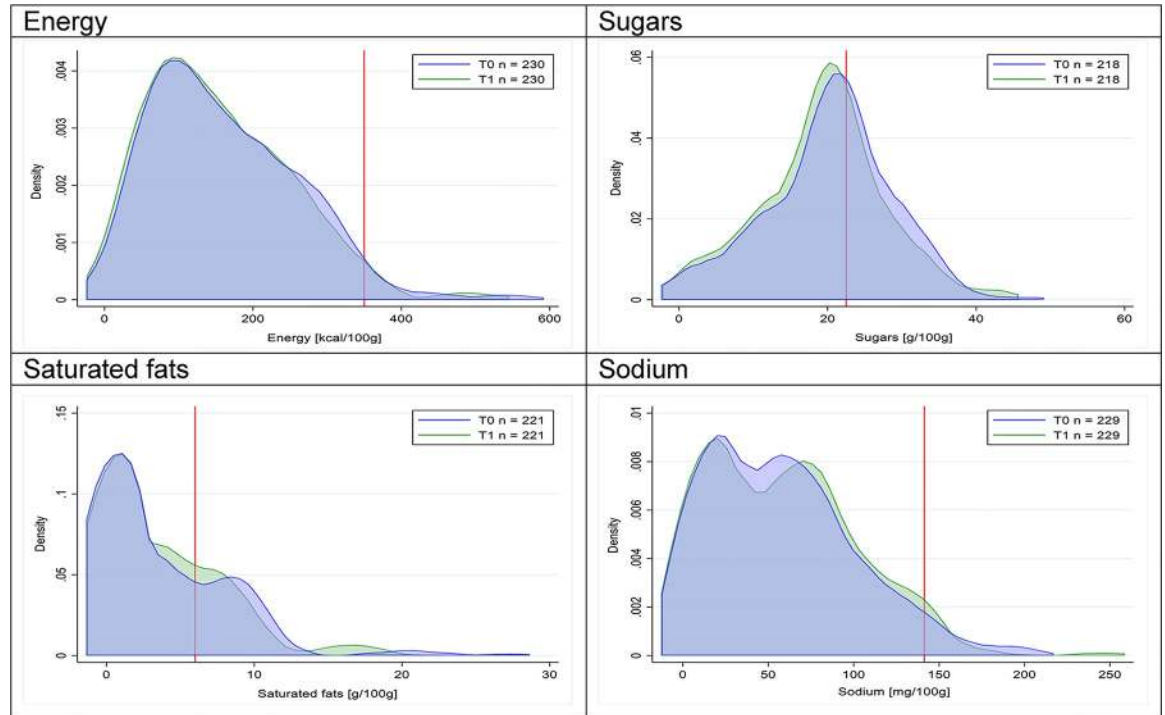 Energy
Sugars
T0 n = 230
T1 n = 230
.004
.003
.002
.001
0
Density
0 200 400 600
Energy [kcal/100g]
T0 n = 218
T1 n = 218
.06
.04
.02
0
Density
0 20 40 60
Sugars [g/100g]
Saturated fats
Sodium
T0 n = 221
T1 n = 221
.15
.1
.05
0
Density
0 10 20 30
Saturated fats [g/100g]
T0 n = 229
T1 n = 229
.01
.008
.006
.004
.002
0
Density
0 50 100 150 200 250
Sodium [mg/100g]